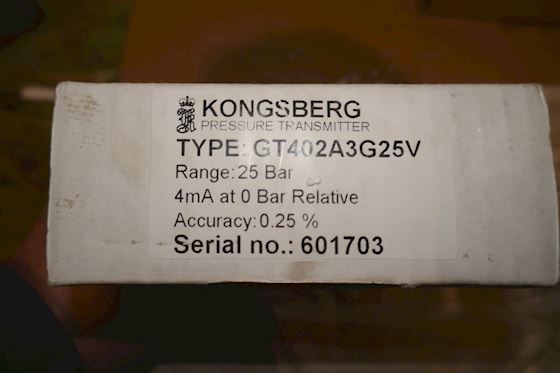 KONGSBERG
PRESSURE TRANSMITTER
TYPE: GT402A3G25V
Range: 25 Bar
4mA at 0 Bar Relative
Accuracy: 0.25 %
Serial no.: 601703